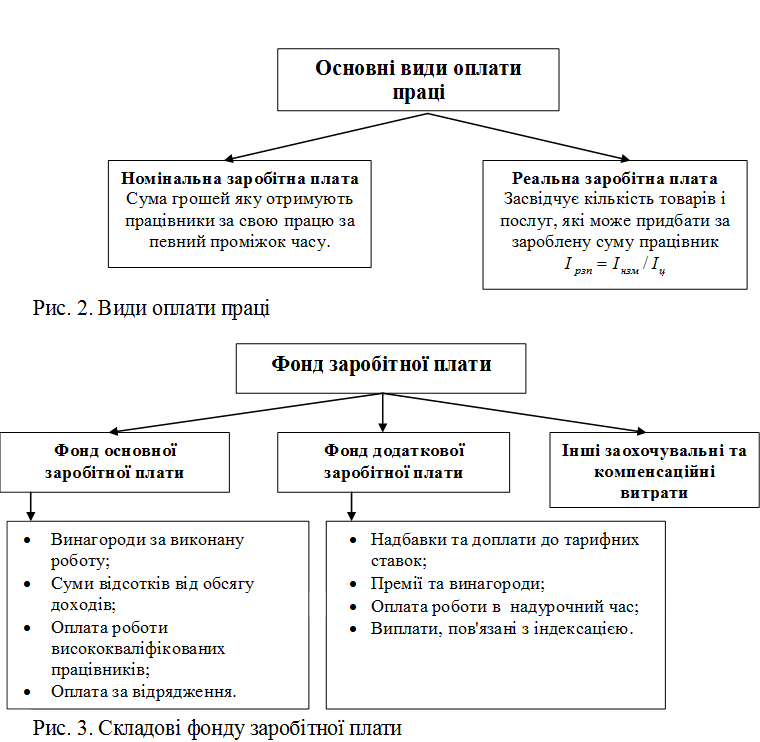 Основні види оплати
праці
Номінальна заробітна плата
Сума грошей яку отримують
працівники за свою працю за
певний проміжок часу.
Реальна заробітна плата
Засвідчує кількість товарів і
послуг, які може придбати за
зароблену суму працівник
I рзп = I нзм / I ц
Рис. 2. Види оплати праці
Фонд заробітної плати
Фонд основної
заробітної плати
Фонд додаткової
заробітної плати
Інші заохочувальні та
компенсаційні
витрати
• Винагороди за виконану
роботу;
• Суми відсотків від обсягу
доходів;
• Оплата роботи
висококваліфікованих
працівників;
• Оплата за відрядження.
• Надбавки та доплати до тарифних
ставок;
• Премії та винагороди;
• Оплата роботи в надурочний час;
• Виплати, пов'язані з індексацією.
Рис. 3. Складові фонду заробітної плати